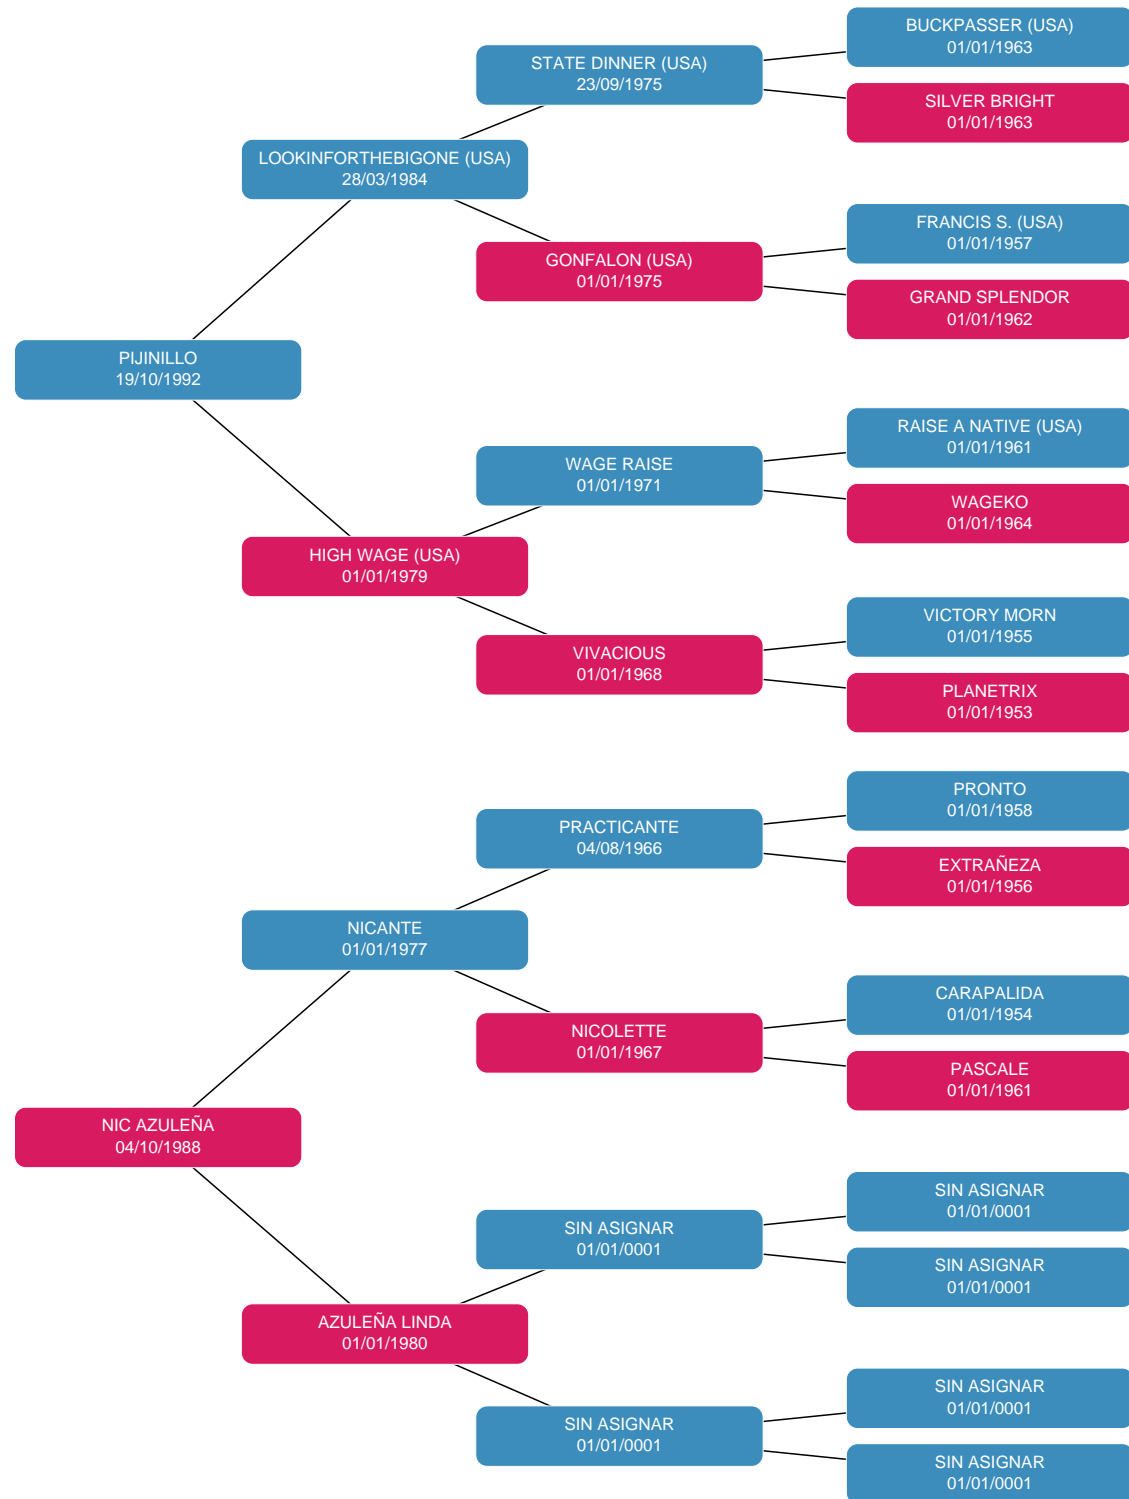 BUCKPASSER (USA)
01/01/1963
STATE DINNER (USA)
23/09/1975
SILVER BRIGHT
01/01/1963
LOOKINFORTHEBIGONE (USA)
28/03/1984
FRANCIS S. (USA)
01/01/1957
GONFALON (USA)
01/01/1975
GRAND SPLENDOR
01/01/1962
PIJINILLO
19/10/1992
RAISE A NATIVE (USA)
01/01/1961
WAGE RAISE
01/01/1971
WAGEKO
01/01/1964
HIGH WAGE (USA)
01/01/1979
VICTORY MORN
01/01/1955
VIVACIOUS
01/01/1968
PLANETRIX
01/01/1953
PRONTO
01/01/1958
PRACTICANTE
04/08/1966
EXTRAÑEZA
01/01/1956
NICANTE
01/01/1977
CARAPALIDA
01/01/1954
NICOLETTE
01/01/1967
PASCALE
01/01/1961
NIC AZULEÑA
04/10/1988
SIN ASIGNAR
01/01/0001
SIN ASIGNAR
01/01/0001
SIN ASIGNAR
01/01/0001
AZULEÑA LINDA
01/01/1980
SIN ASIGNAR
01/01/0001
SIN ASIGNAR
01/01/0001
SIN ASIGNAR
01/01/0001